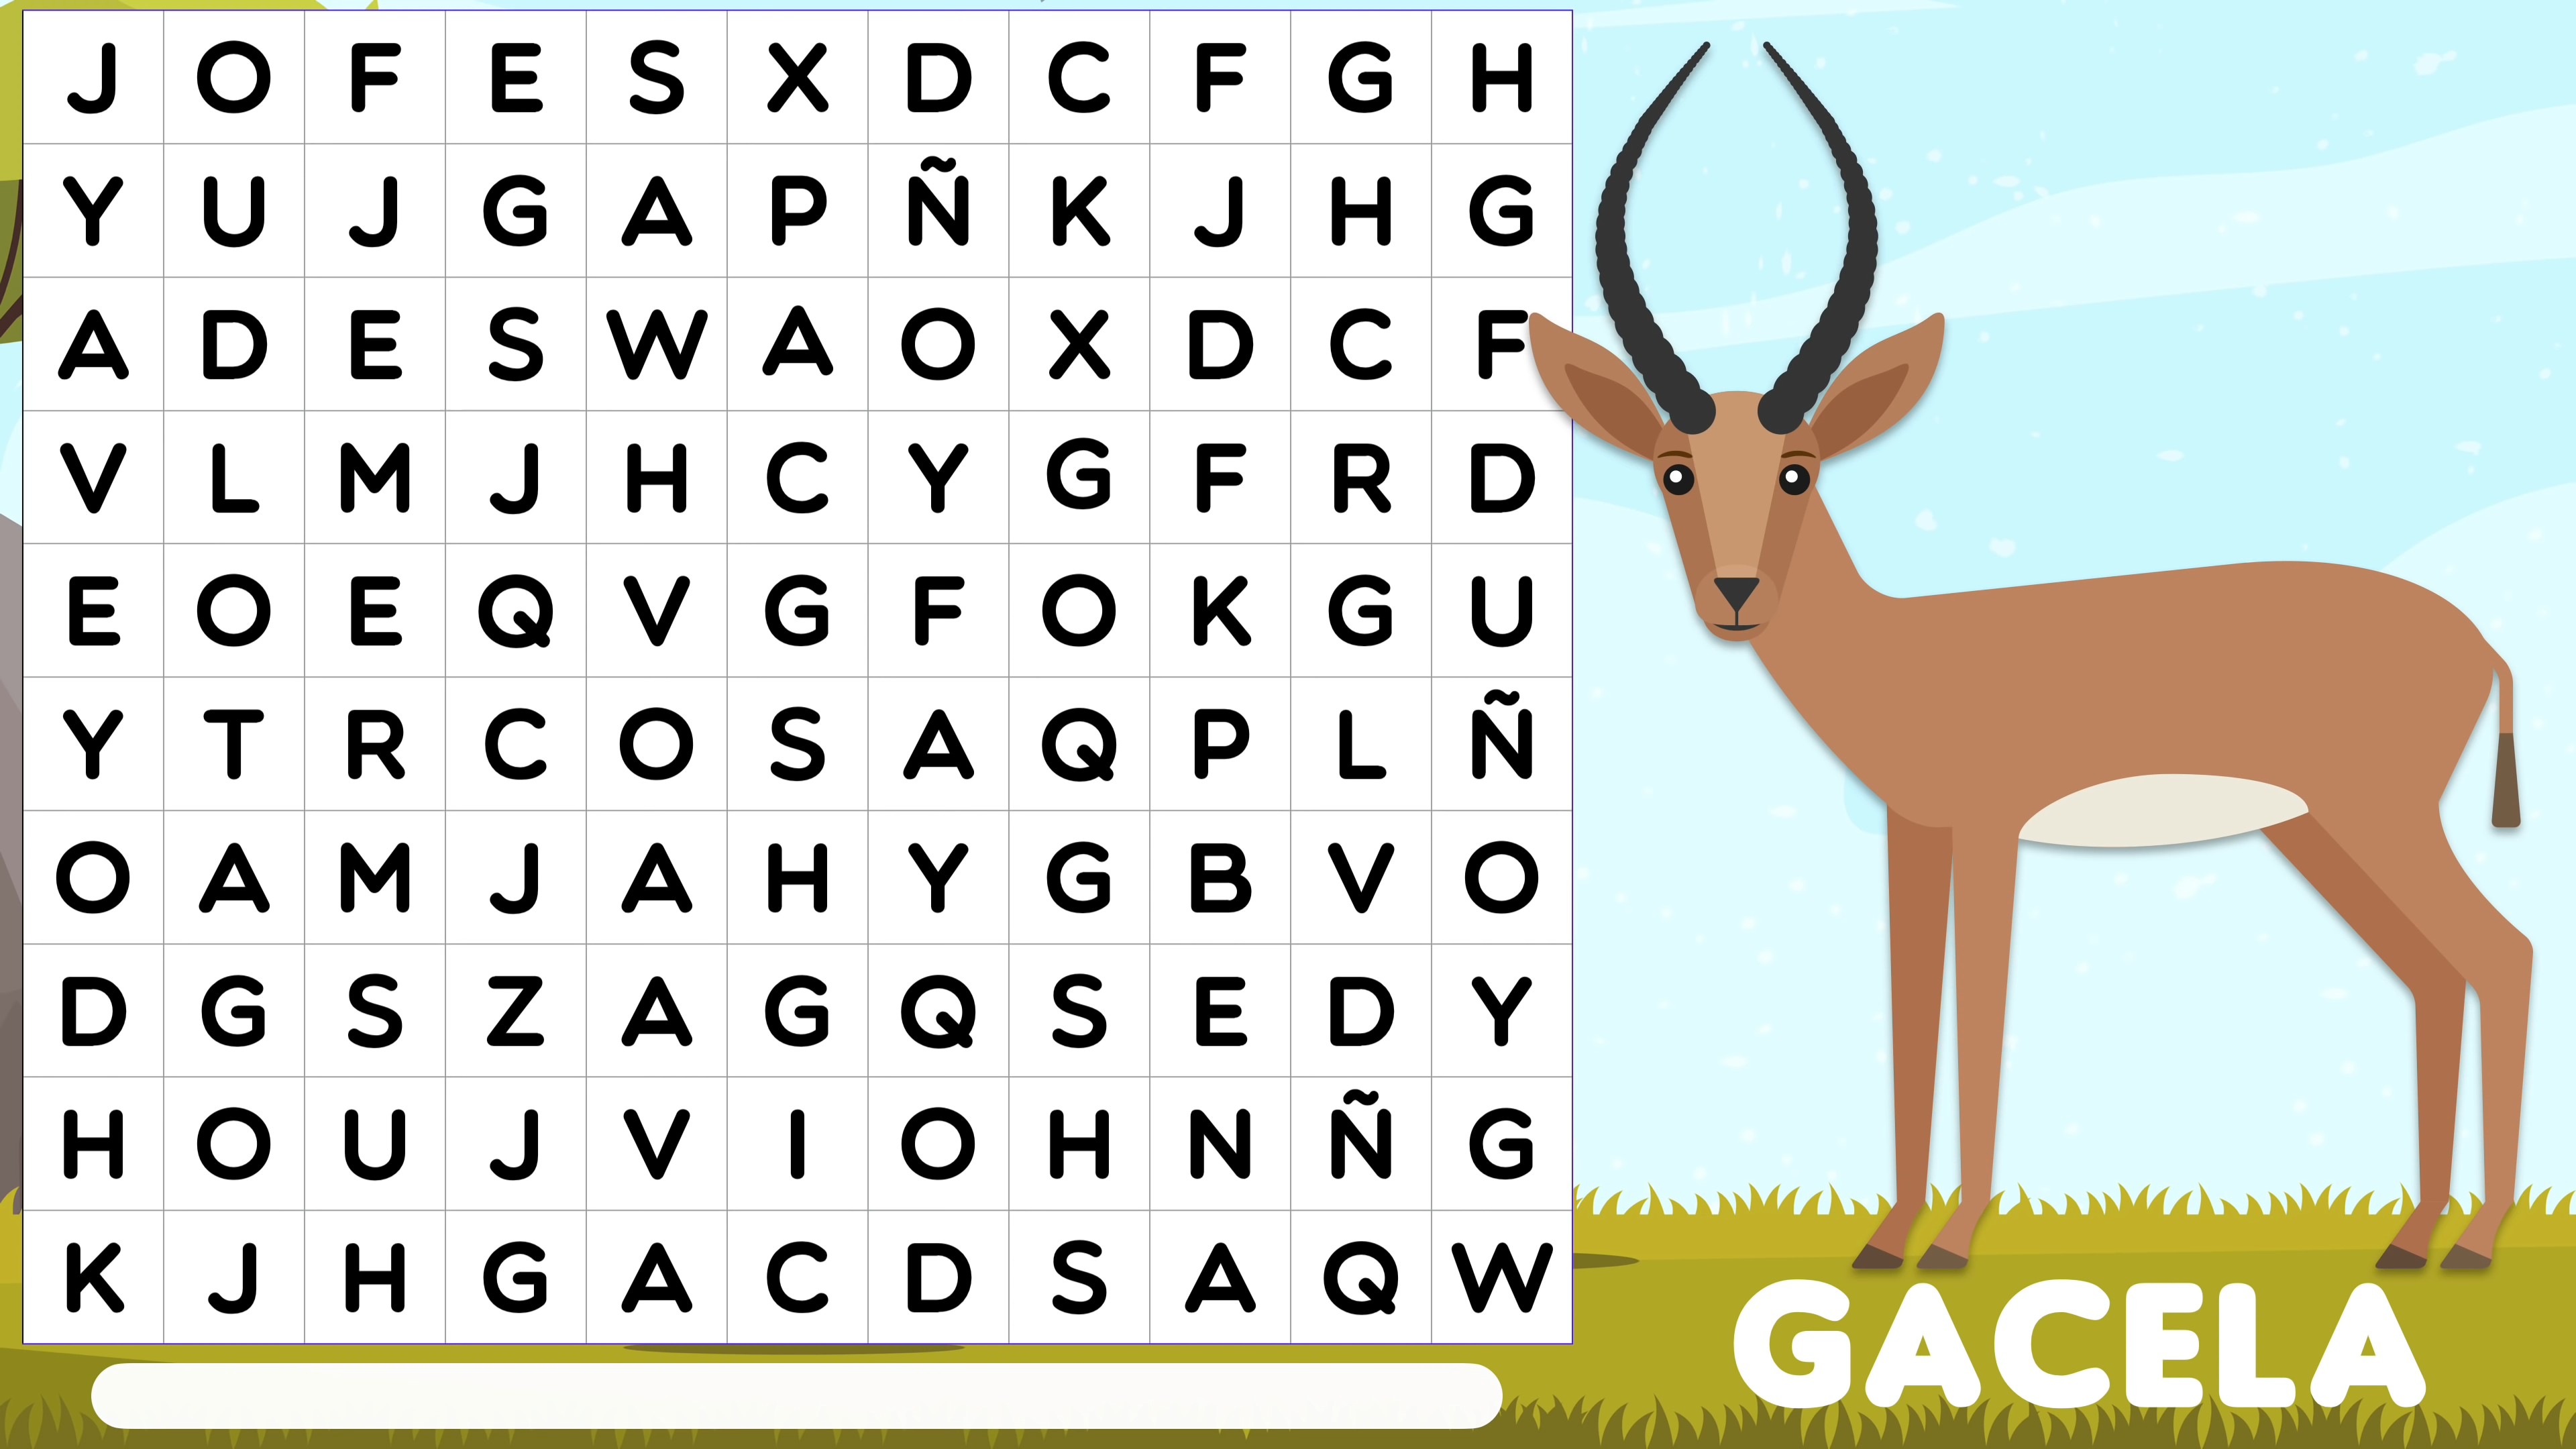 J O F E S X D C F G H
Y U J G A P Ñ K J H G
A D E S W A O X D C F
V L M J H C Y G F R D
E O E Q V G F O K G U
Y T R C O S A Q P L Ñ
O A M J A H Y G B V O
D G S Z A G Q S E D Y
H O U J V I O H N Ñ G
K J H G A C D S A Q W
GACELA